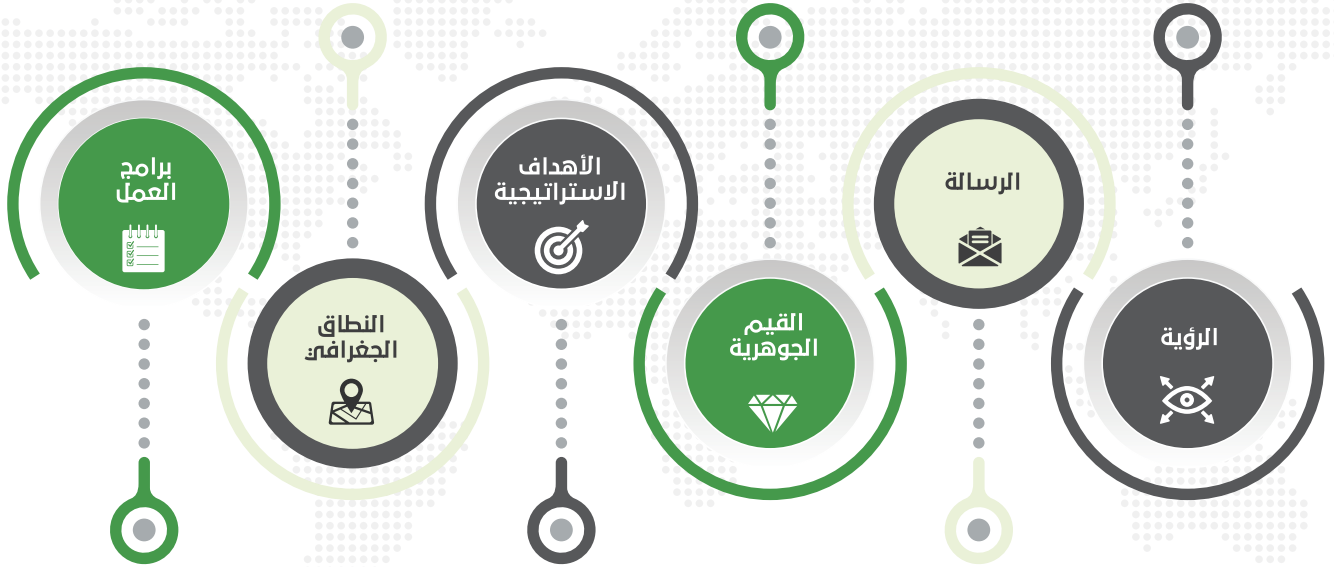 الرؤية
الرسالة
القيم
الجوهرية
الأهداف
الاستراتيجية
النطاق
الجغرافي
برامج
العمل